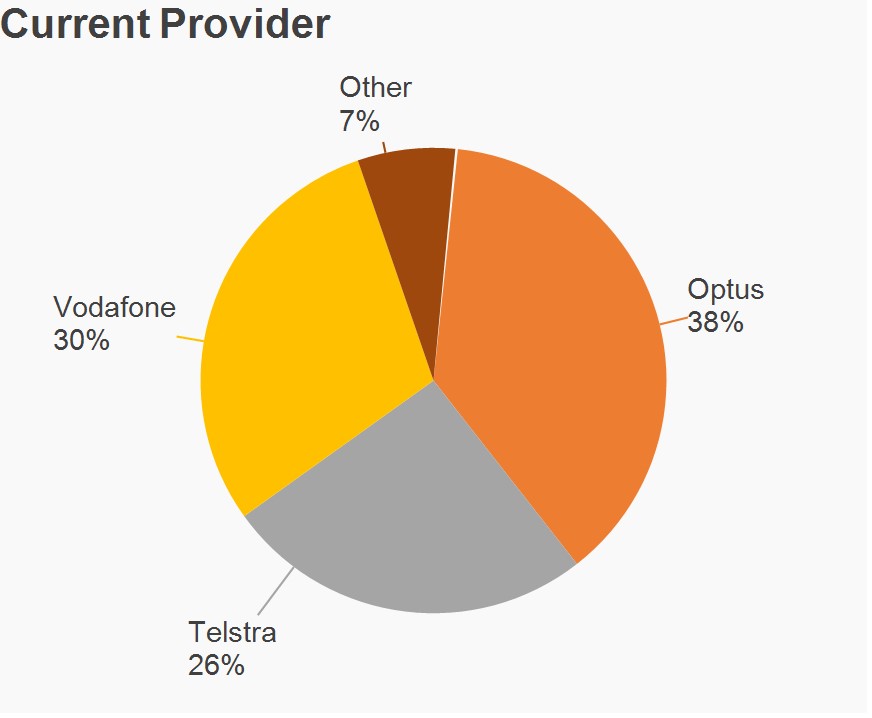 Current Provider
Other
7%
Optus
38%
Vodafone
30%
Telstra
26%